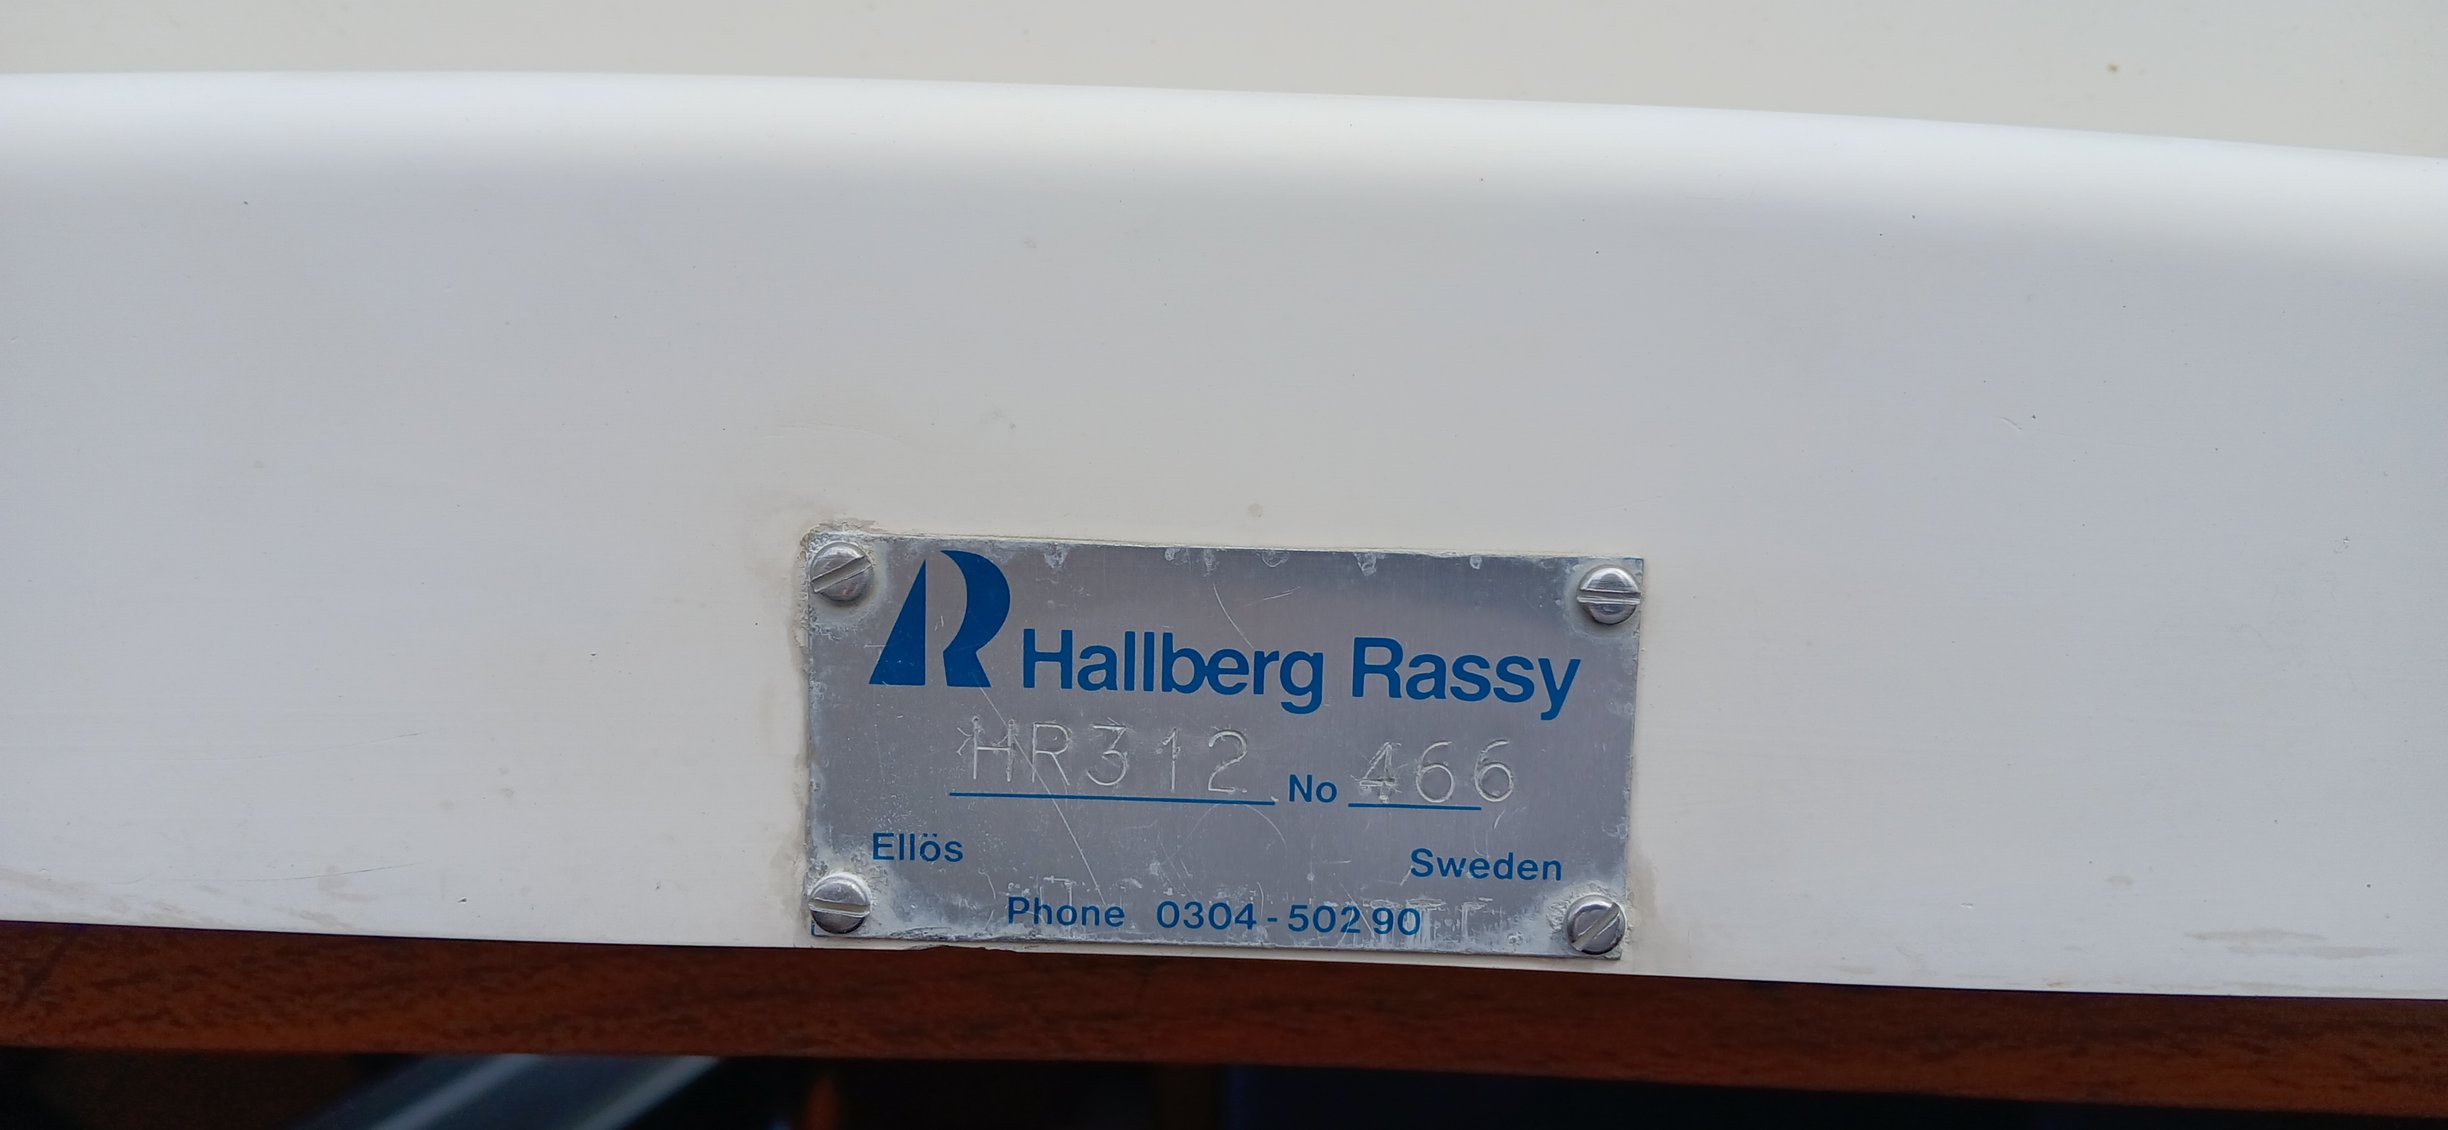 Hallberg Rassy
HR312 No 466
Ellös Sweden
Phone 0304-50290